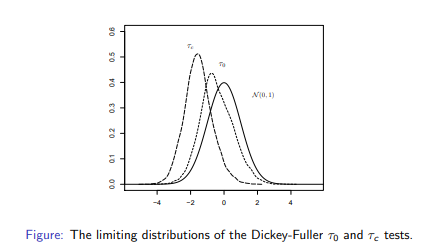 0.6
0.5
0.4
0.3
0.2
0.1
0.0
τc
τ0
N(0, 1)
−4 −2 0 2 4
Figure: The limiting distributions of the Dickey-Fuller τ0 and τc tests.